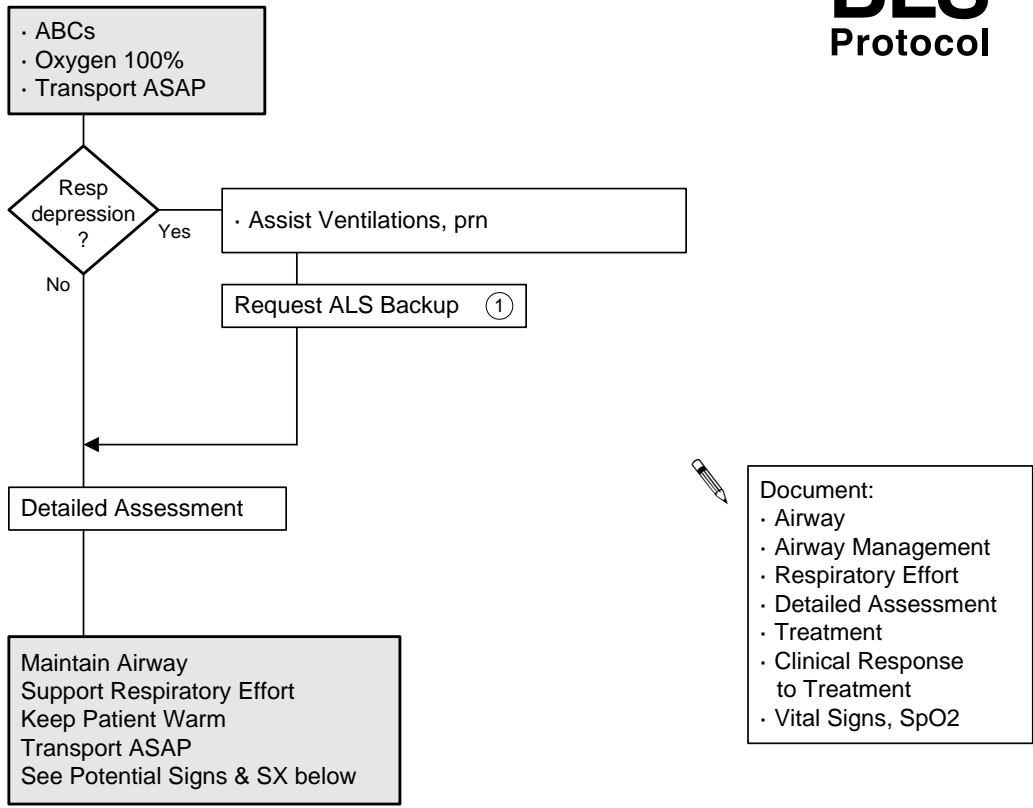 BLS
Protocol
· ABCs
· Oxygen 100%
· Transport ASAP
Resp
depression
?
Yes
No
· Assist Ventilations, prn
Request ALS Backup ①
Detailed Assessment
Maintain Airway
Support Respiratory Effort
Keep Patient Warm
Transport ASAP
See Potential Signs & SX below
Document:
· Airway
· Airway Management
· Respiratory Effort
· Detailed Assessment
· Treatment
· Clinical Response
to Treatment
· Vital Signs, SpO2